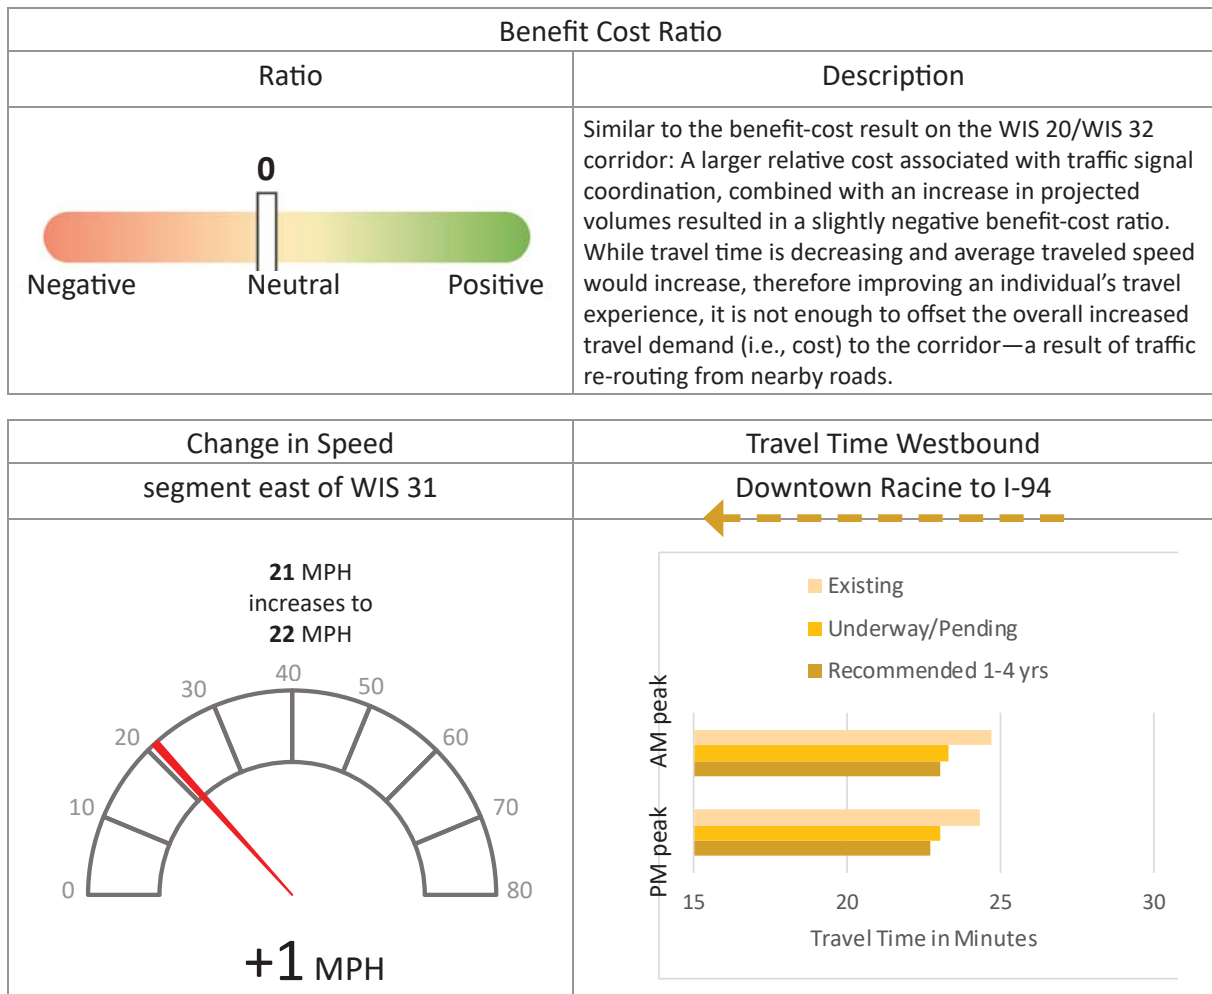 Benefit Cost Ratio
Ratio
Description
0
Negative
Neutral
Positive
Similar to the benefit-cost result on the WIS 20/WIS 32
corridor: A larger relative cost associated with traffic signal
coordination, combined with an increase in projected
volumes resulted in a slightly negative benefit-cost ratio.
While travel time is decreasing and average traveled speed
would increase, therefore improving an individual's travel
experience, it is not enough to offset the overall increased
travel demand (i.e., cost) to the corridor—a result of traffic
re-routing from nearby roads.
Change in Speed
segment east of WIS 31
21 MPH
increases to
22 MPH
0
10
20
30
40
50
60
70
80
+1 MPH
Travel Time Westbound
Downtown Racine to I-94
Existing
Underway/Pending
Recommended 1-4 yrs
AM peak
PM peak
15
20
25
30
Travel Time in Minutes